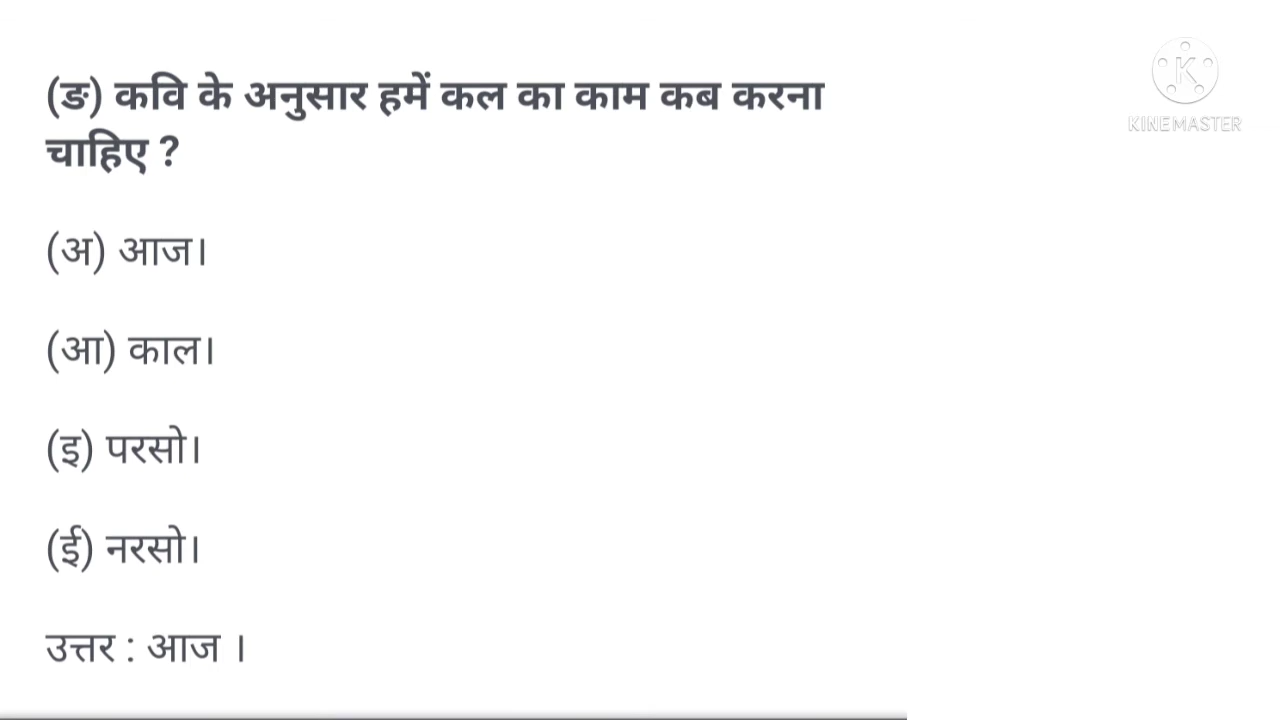 (ङ) कवि के अनुसार हमें कल का काम कब करना
चाहिए ?
(अ) आज।
(आ) काल।
(इ) परसो।
(ई) नरसो।
उत्तर : आज ।
K
KINEMASTER